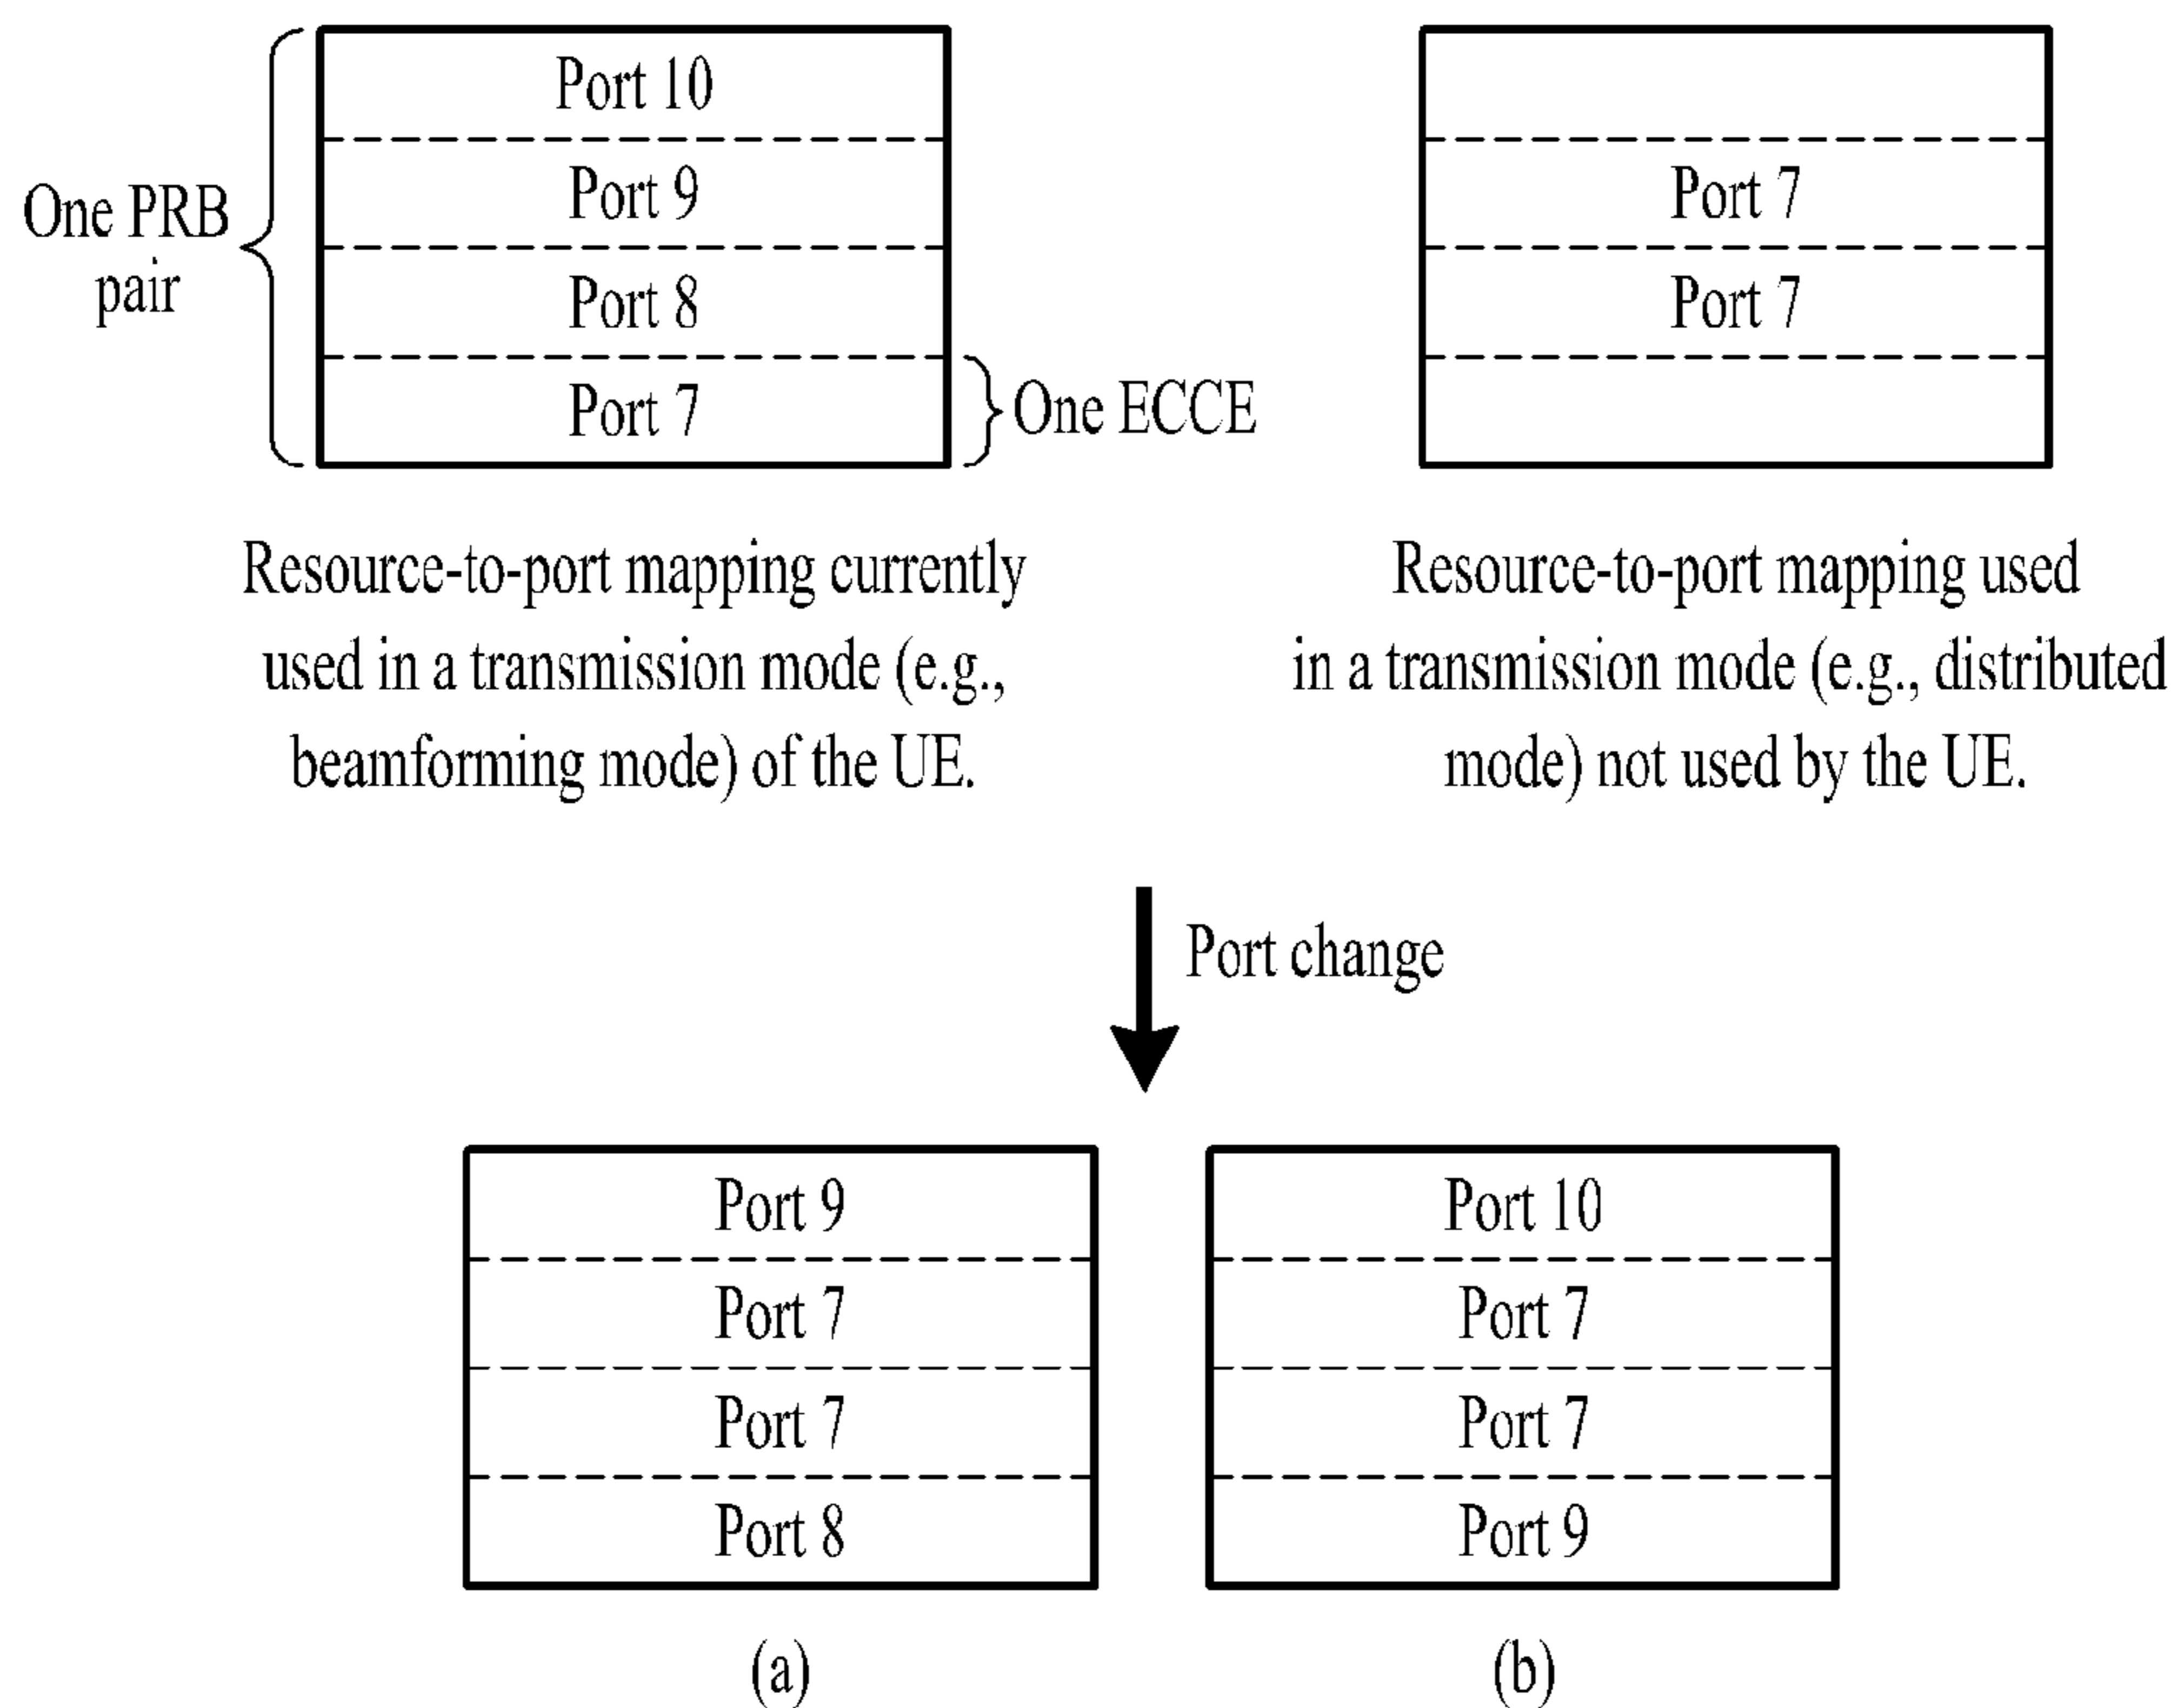 One PRB
pair
Port 10
Port 9
Port 8
Port 7
One ECCE
Resource-to-port mapping currently
used in a transmission mode (e.g.,
beamforming mode) of the UE.
Port 7
Port 7
Resource-to-port mapping used
in a transmission mode (e.g., distributed
mode) not used by the UE.
Port change
Port 9
Port 7
Port 7
Port 8
(a)
Port 10
Port 7
Port 7
Port 9
(b)